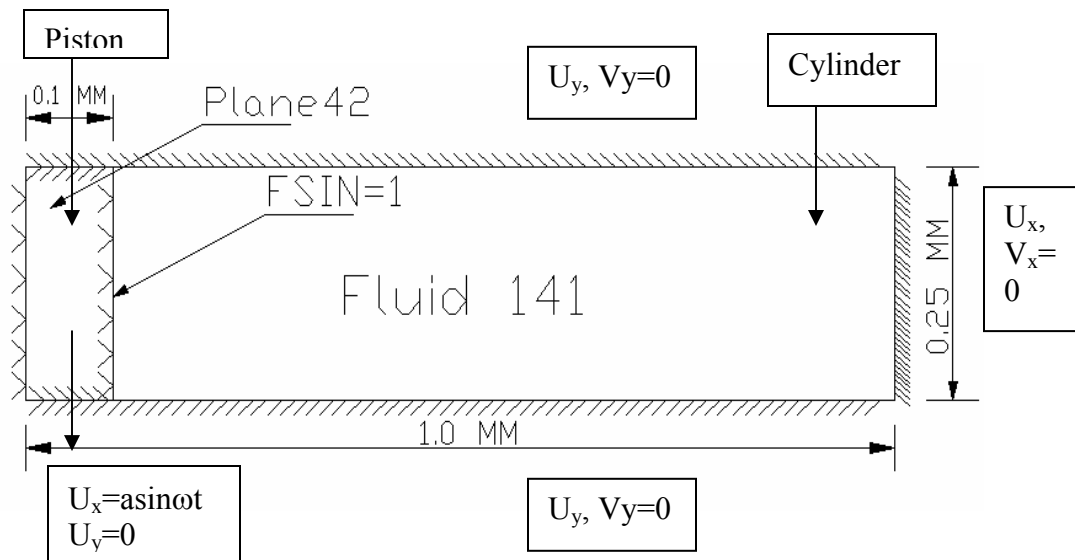 Piston
0.1 MM
Plane42
FSIN=1
Uy, Vy=0
Cylinder
Fluid 141
0.25 MM
Ux,
Vx=
0
1.0 MM
Ux=asinωt
Uy=0
Uy, Vy=0